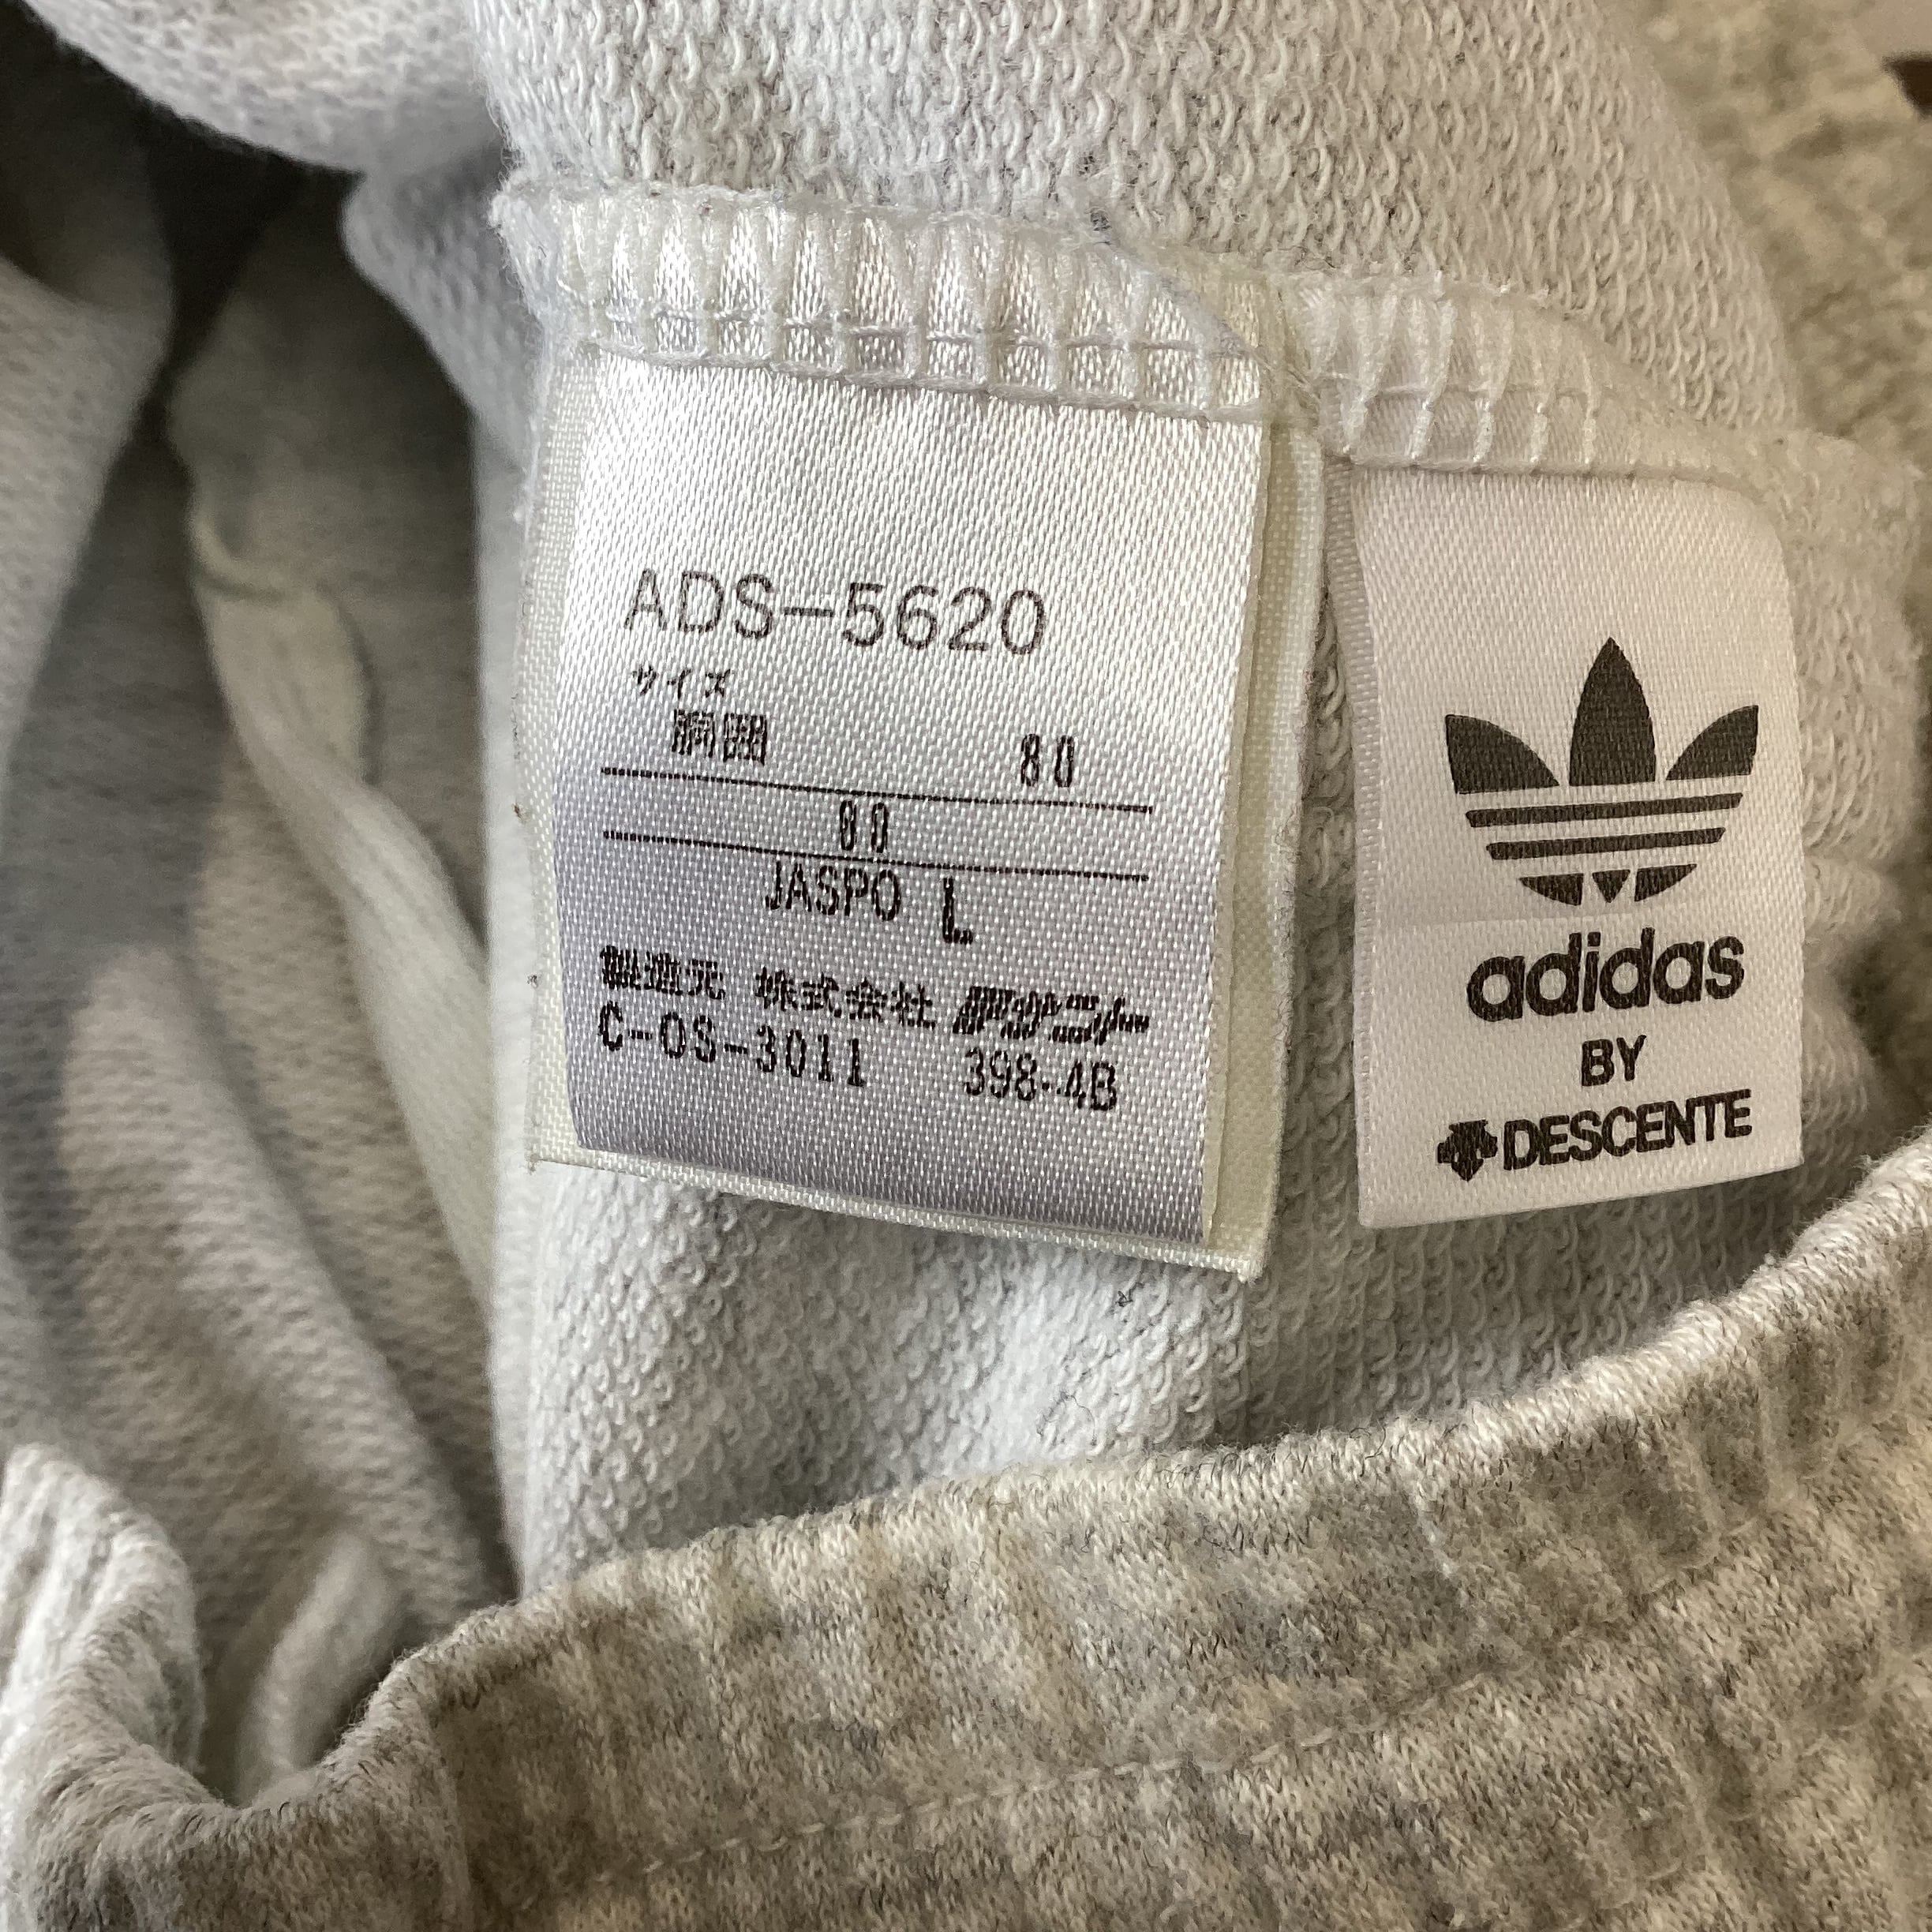 ADS-5620
サイズ
胴囲 80
80
JASPO L
製造元 株式会社 デサント
C-OS-3011 398-4B
adidas
BY
DESCENTE